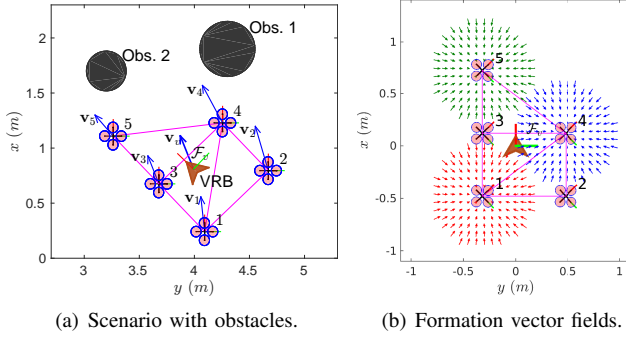 2
1.5
1
0.5
0
3
3.5
4
4.5
5
x (m)
y (m)
Obs. 1
Obs. 2
v₄
4
v₅
5
v₂
2
vᵥ
v₃
3
VRB
v₁
1
1
0.5
0
-0.5
-1
-1
-0.5
0
0.5
1
x (m)
y (m)
5
3
4
1
2
(a) Scenario with obstacles.
(b) Formation vector fields.